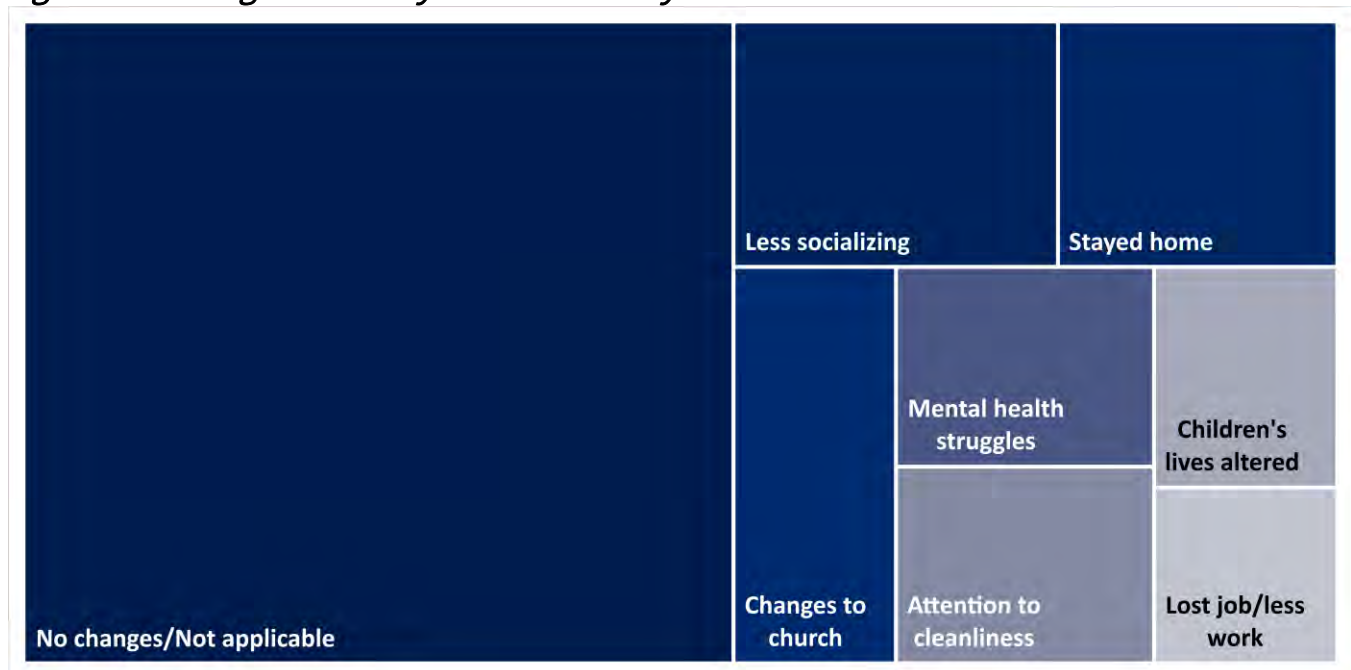 No changes/Not applicable
Less socializing
Stayed home
Changes to
church
Mental health
struggles
Attention to
cleanliness
Children's
lives altered
Lost job/less
work